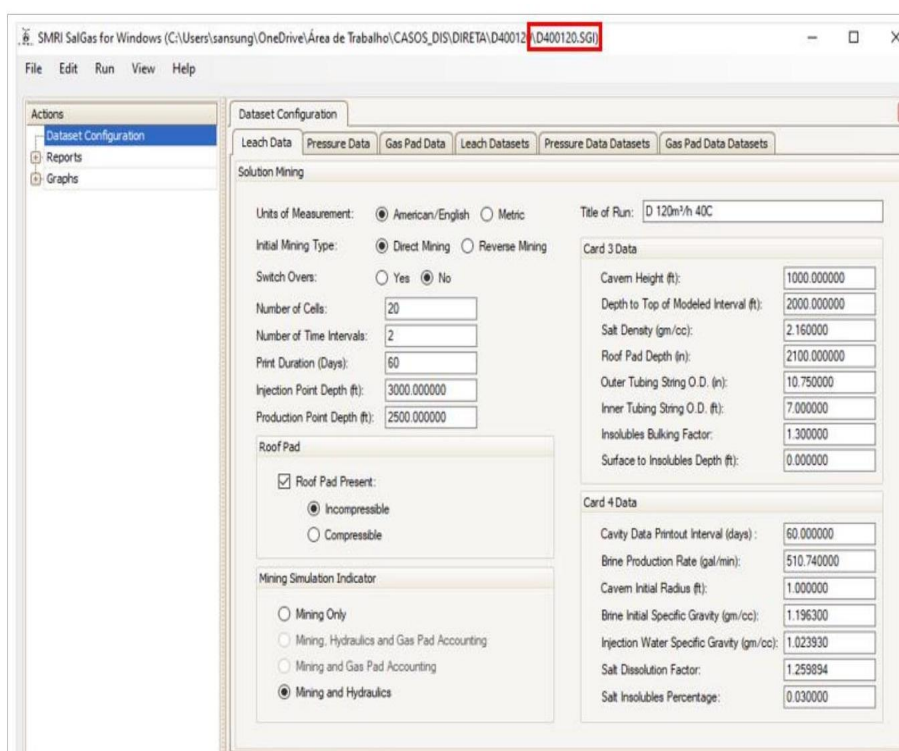 SMRI SalGas for Windows (C:\Users\sansung\OneDrive\Área de Trabalho\CASOS_DIS\DIRETA\D400120\D400120.SGI)
File Edit Run View Help
Actions
Dataset Configuration
Reports
Graphs
Dataset Configuration
Leach Data Pressure Data Gas Pad Data Leach Datasets Pressure Data Datasets Gas Pad Data Datasets
Solution Mining
Units of Measurement: American/English Metric
Initial Mining Type: Direct Mining Reverse Mining
Switch Overs: Yes No
Number of Cells: 20
Number of Time Intervals: 2
Print Duration (Days): 60
Injection Point Depth (ft): 3000.000000
Production Point Depth (ft): 2500.000000
Roof Pad
Roof Pad Present:
Incompressible
Compressible
Mining Simulation Indicator
Mining Only
Mining, Hydraulics and Gas Pad Accounting
Mining and Gas Pad Accounting
Mining and Hydraulics
Title of Run: D 120m³/h 40C
Card 3 Data
Cavern Height (ft): 1000.000000
Depth to Top of Modeled Interval (ft): 2000.000000
Salt Density (gm/cc): 2.160000
Roof Pad Depth (in): 2100.000000
Outer Tubing String O.D. (in): 10.750000
Inner Tubing String O.D. (ft): 7.000000
Insolubles Bulking Factor: 1.300000
Surface to Insolubles Depth (ft): 0.000000
Card 4 Data
Cavity Data Printout Interval (days) : 60.000000
Brine Production Rate (gal/min): 510.740000
Cavern Initial Radius (ft): 1.000000
Brine Initial Specific Gravity (gm/cc): 1.196300
Injection Water Specific Gravity (gm/cc): 1.023930
Salt Dissolution Factor: 1.259894
Salt Insolubles Percentage: 0.030000